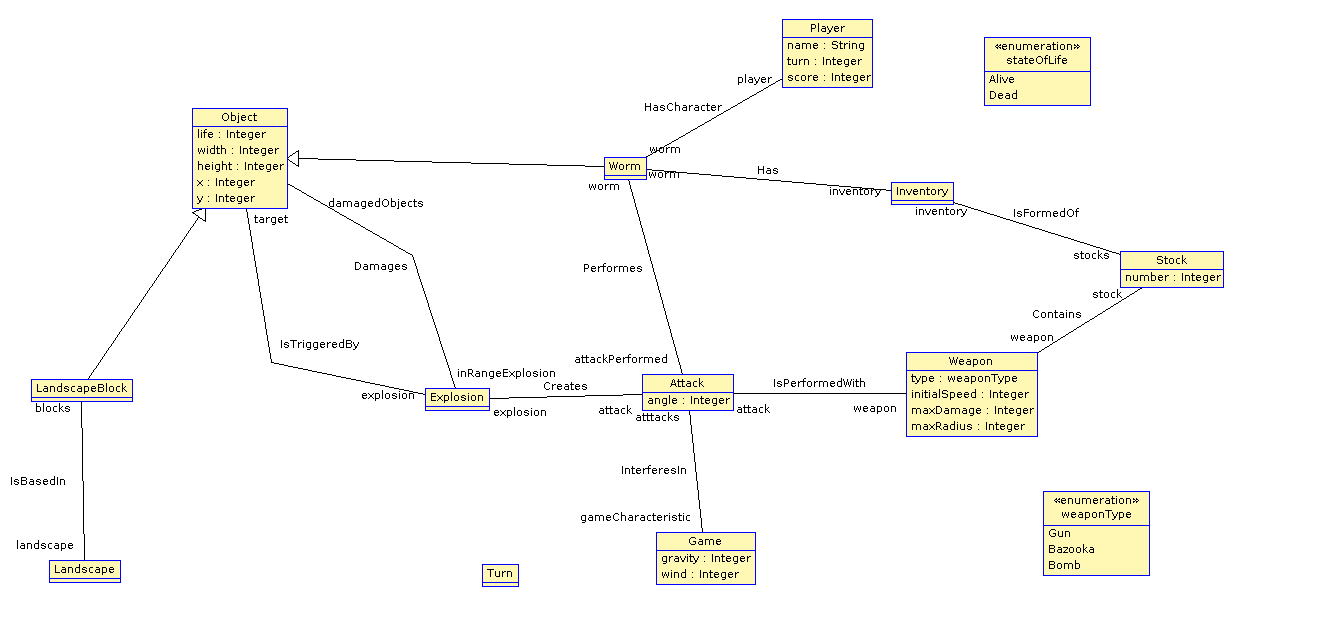 Player
name : String
turn : Integer
score : Integer
«enumeration»
stateOfLife
Alive
Dead
player
HasCharacter
worm
Object
life : Integer
width : Integer
height : Integer
x : Integer
y : Integer
Worm
worm
worm
Has
inventory
Inventory
inventory
IsFormedOf
stocks
Stock
number : Integer
stock
Contains
weapon
target
damagedObjects
Damages
IsTriggeredBy
Performes
attackPerformed
inRangeExplosion
explosion
Explosion
explosion
Creates
attack
atttacks
Attack
angle : Integer
attack
IsPerformedWith
weapon
Weapon
type : weaponType
initialSpeed : Integer
maxDamage : Integer
maxRadius : Integer
LandscapeBlock
blocks
IsBasedIn
landscape
Landscape
InterferesIn
gameCharacteristic
Game
gravity : Integer
wind : Integer
Turn
«enumeration»
weaponType
Gun
Bazooka
Bomb